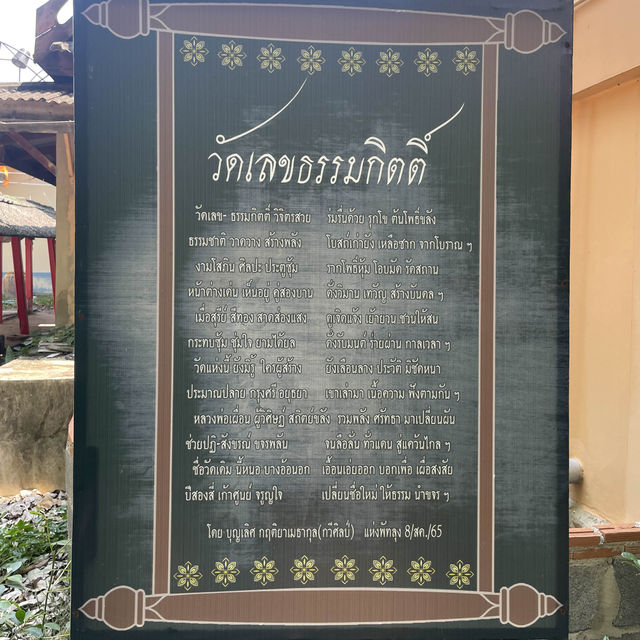 วัดเลขธรรมกิตติ์
วัดเลข- ธรรมกิตติ์ วิจิตรสวย ร่มรื่นด้วย รุกโข ต้นโพธิ์ขลัง
ธรรมชาติ วาดวาง สร้างพลัง โบสถ์เก่ายัง เหลือซาก จากโบราณ ๆ
งามโสภิน ศิลปะ ประตูซุ้ม รากโพธิ์หุ้ม โอบมัด รัดสถาน
หน้าต่างเด่น เห็นอยู่ คู่สองบาน ดั่งวิมาน เทวัญ สร้างบันดล ๆ
เมื่อสุรีย์ สีทอง สาดส่องแสง ดูเจิดแจ้ง เย้ายาน ชวนให้สน
กระทบซุ้ม ชุ่มใจ ยามได้ยล ดั่งรับมนต์ ร่ายผ่าน กาลเวลา ๆ
วัดแห่งนี้ ยังมิรู้ ใครผู้สร้าง ยังเลือนลาง ประวัติ มิชัดหนา
ประมาณปลาย กรุงศรี อยุธยา เขาเล่ามา เนื้อความ ฟังตามกัน ๆ
หลวงพ่อเผื่อน ผู้วิศิษฏ์ สถิตย์ขลัง รวมพลัง ศรัทธา มาเปลี่ยนผัน
ช่วยปฏิ-สังขรณ์ ขจรพลัน จนลือลั่น ทั่วแดน สู่แคว้นไกล ๆ
ชื่อวัดเดิม นี้หนอ บางอ้อนอก เอื้อนเอยออก บอกเพื่อ เผื่อสงสัย
ปีสองสี่ เก้าศูนย์ จรูญใจ เปลี่ยนชื่อใหม่ ให้ธรรม นำขจร ๆ
โดย บุญเลิศ กฤติยาเมธากุล(กวีศิลป์) แห่งพัทลุง 8/สค./65